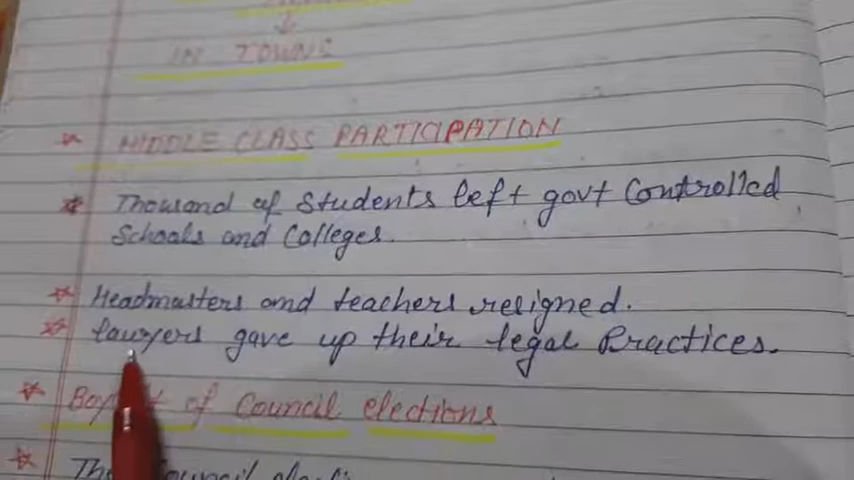 IN TOWNS
MIDDLE CLASS PARTICIPATION
Thousand of Students left govt Controlled
Schools and Colleges.
Headmasters and teachers resigned.
Lawyers gave up their legal Practices.
of Council elections
Council